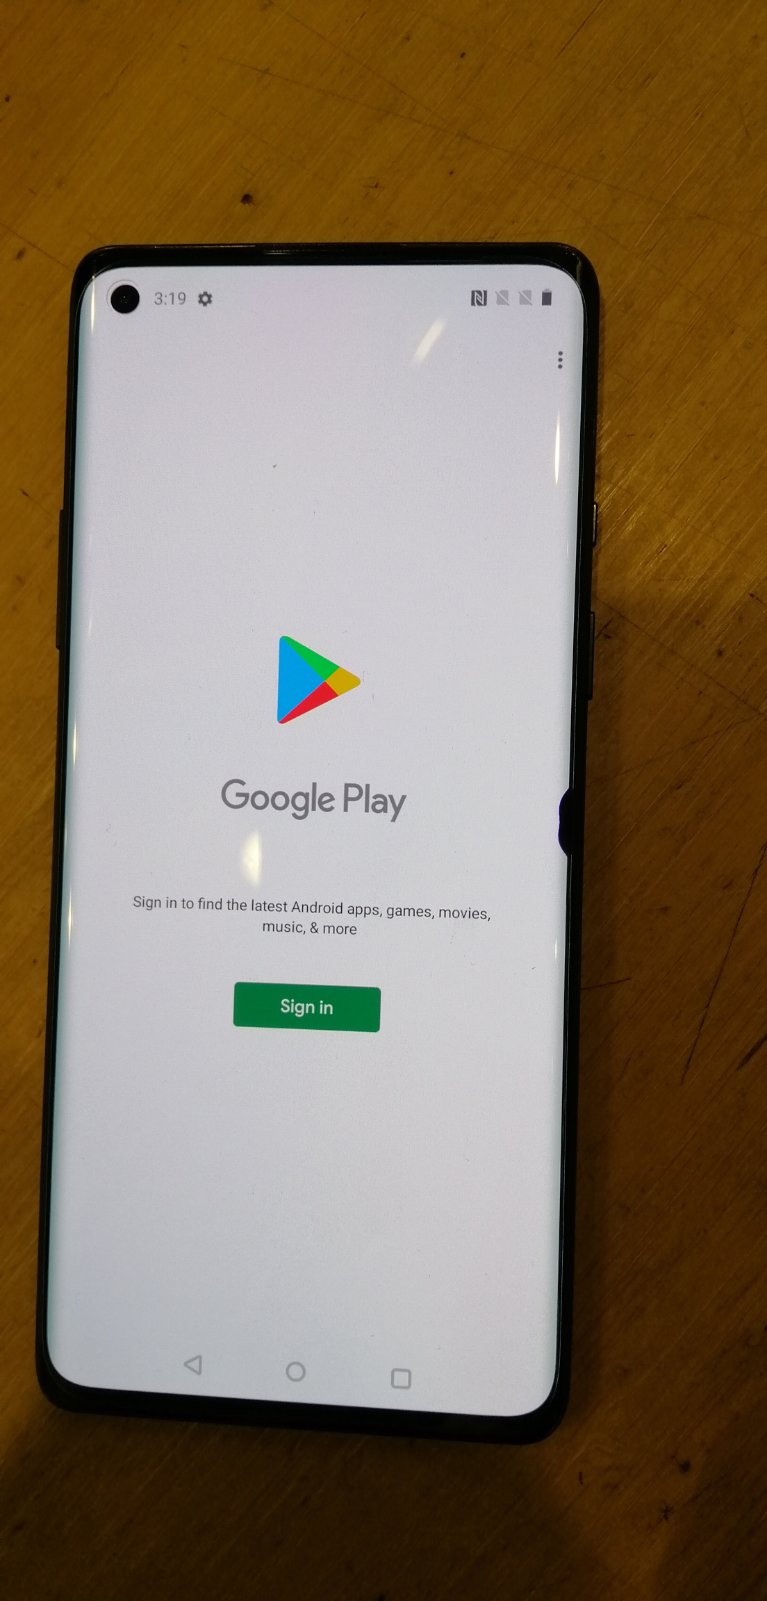 3:19
Google Play
Sign in to find the latest Android apps, games, movies,
music, & more
Sign in